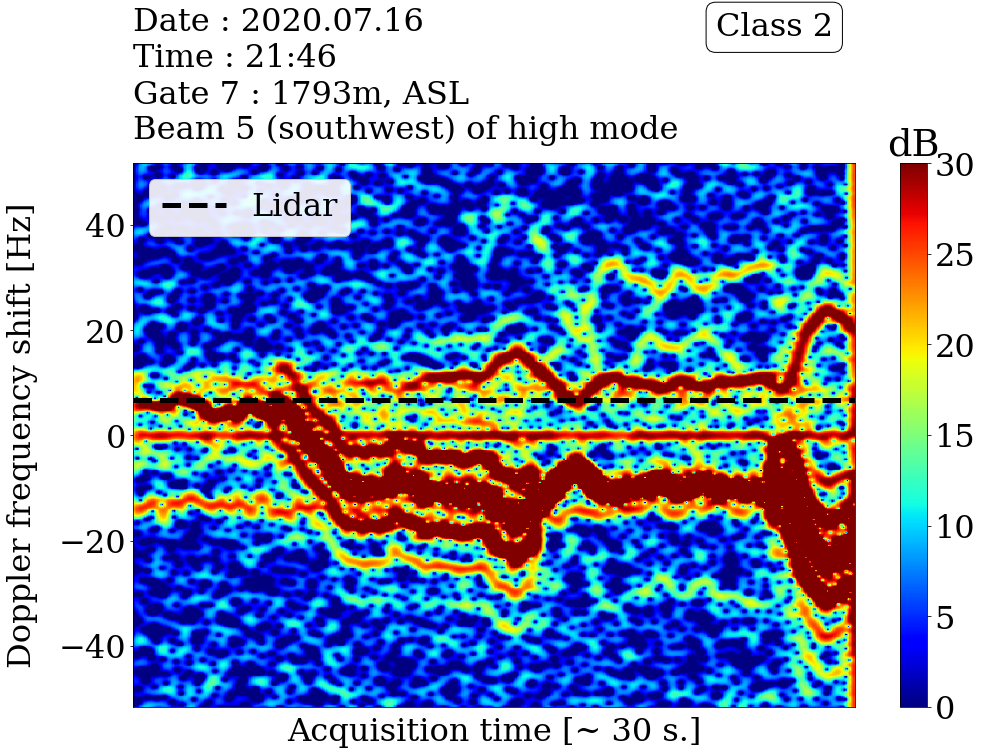 Date : 2020.07.16
Class 2
Time : 21:46
Gate 7 : 1793m, ASL
Beam 5 (southwest) of high mode
dB
Lidar
Doppler frequency shift [Hz]
40
20
0
−20
−40
30
25
20
15
10
5
0
Acquisition time [~ 30 s.]